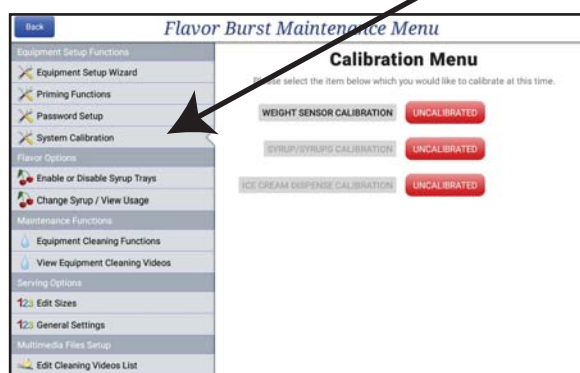 Back
Flavor Burst Maintenance Menu
Equipment Setup Functions
Equipment Setup Wizard
Priming Functions
Password Setup
System Calibration
Flavor Options
Enable or Disable Syrup Trays
Change Syrup / View Usage
Maintenance Functions
Equipment Cleaning Functions
View Equipment Cleaning Videos
Serving Options
123 Edit Sizes
123 General Settings
Multimedia Files Setup
Edit Cleaning Videos List
Calibration Menu
Please select the item below which you would like to calibrate at this time.
WEIGHT SENSOR CALIBRATION UNCALIBRATED
SYRUP/SYRUPS CALIBRATION UNCALIBRATED
ICE CREAM DISPENSE CALIBRATION UNCALIBRATED